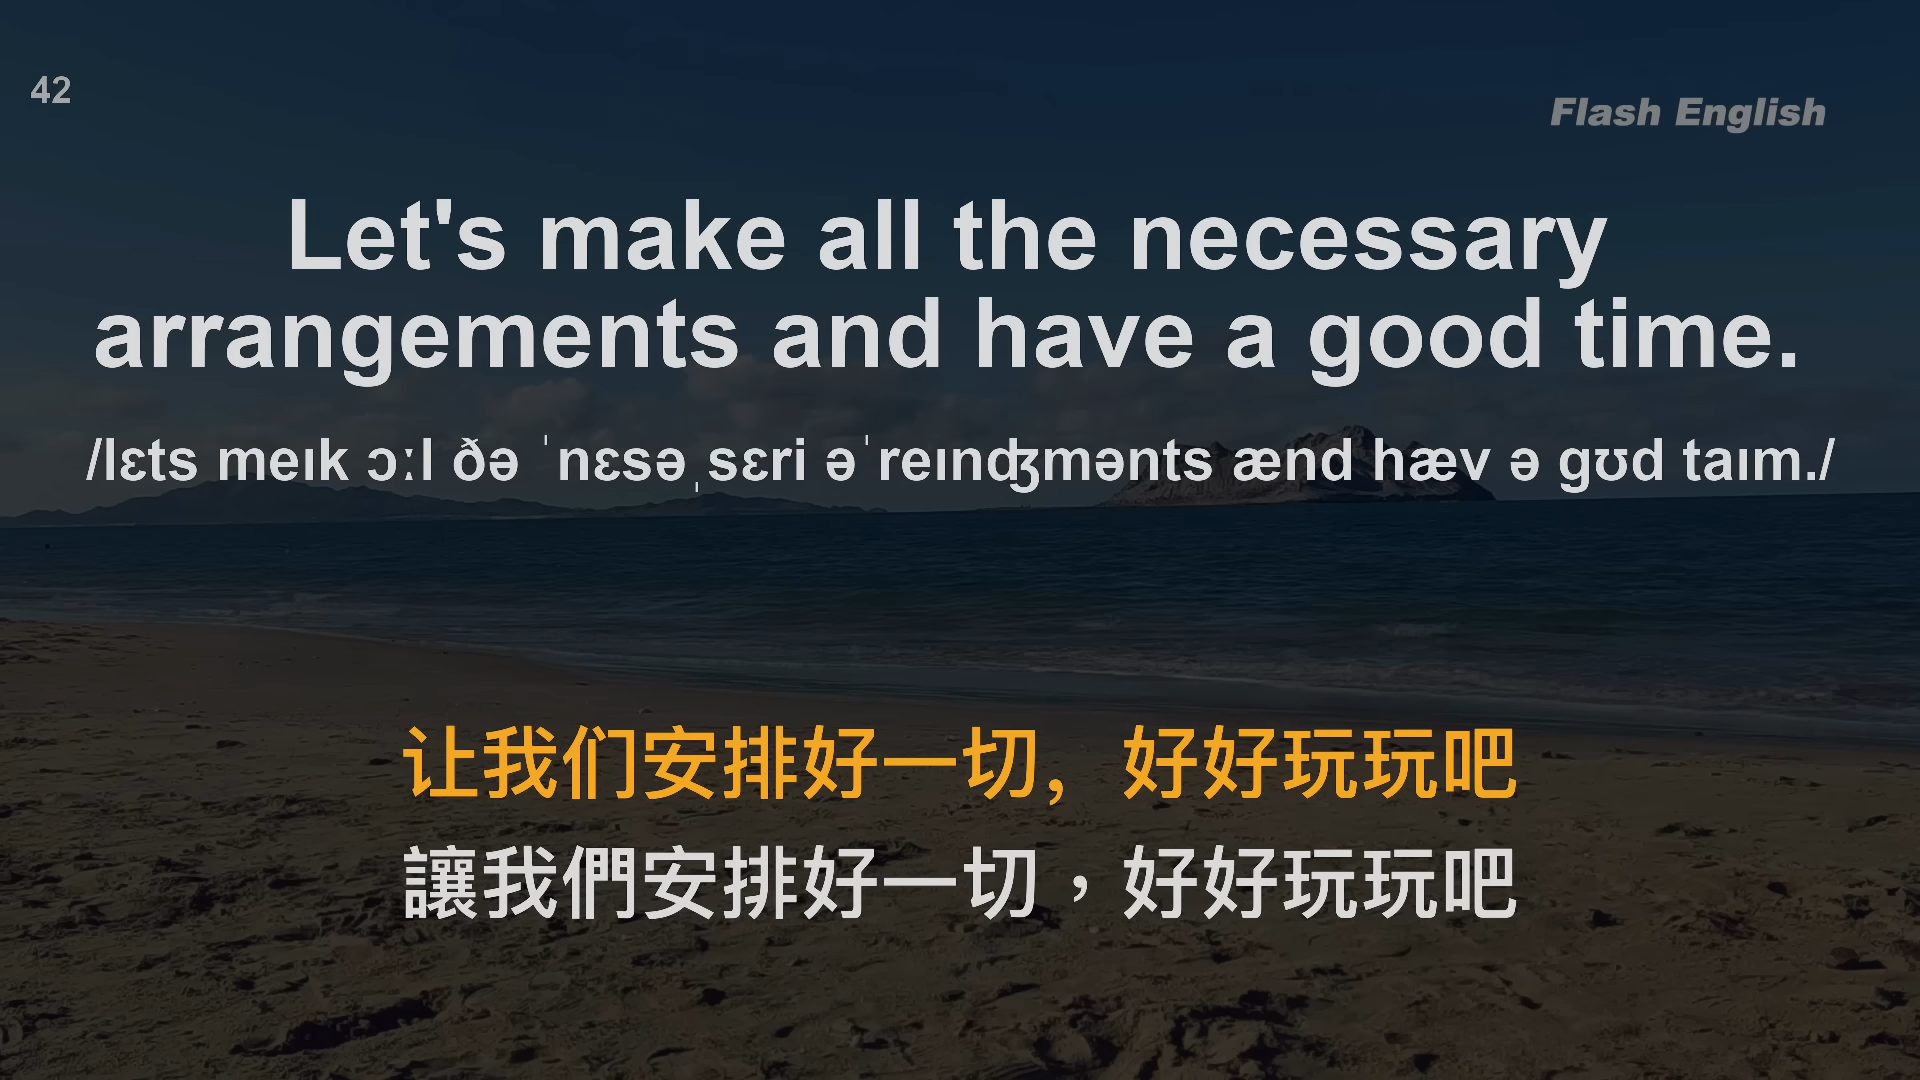 42
Flash English
Let's make all the necessary
arrangements and have a good time.
/lɛts meɪk ɔːl ðə ˈnɛsəˌsɛri əˈreɪnʤmənts ænd hæv ə gʊd taɪm./
让我们安排好一切，好好玩玩吧
讓我們安排好一切，好好玩玩吧